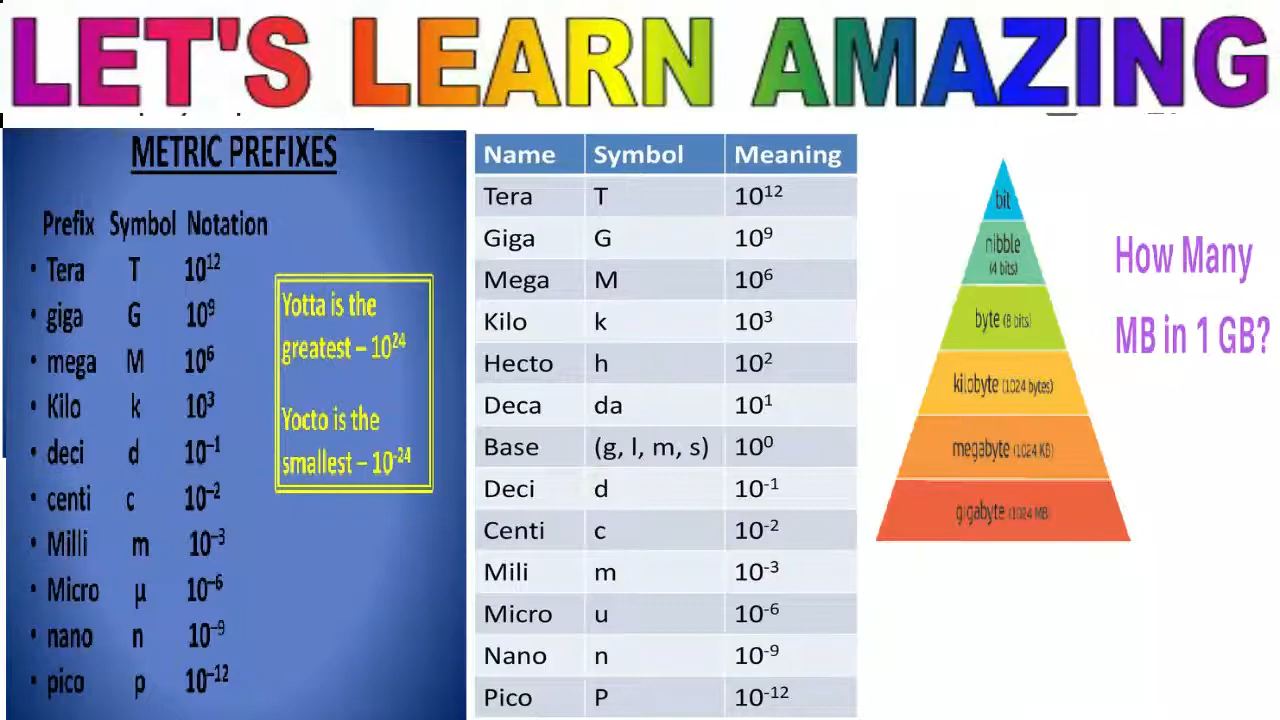 LET'S LEARN AMAZING
METRIC PREFIXES
Prefix Symbol Notation
• Tera T 10¹²
• giga G 10⁹
• mega M 10⁶
• Kilo k 10³
• deci d 10⁻¹
• centi c 10⁻²
• Milli m 10⁻³
• Micro µ 10⁻⁶
• nano n 10⁻⁹
• pico p 10⁻¹²
Yotta is the
greatest – 10²⁴
Yocto is the
smallest – 10⁻²⁴
Name Symbol Meaning
Tera T 10¹²
Giga G 10⁹
Mega M 10⁶
Kilo k 10³
Hecto h 10²
Deca da 10¹
Base (g, l, m, s) 10⁰
Deci d 10⁻¹
Centi c 10⁻²
Mili m 10⁻³
Micro u 10⁻⁶
Nano n 10⁻⁹
Pico P 10⁻¹²
bit
nibble
(4 bits)
byte (8 bits)
kilobyte (1024 bytes)
megabyte (1024 KB)
gigabyte (1024 MB)
How Many
MB in 1 GB?